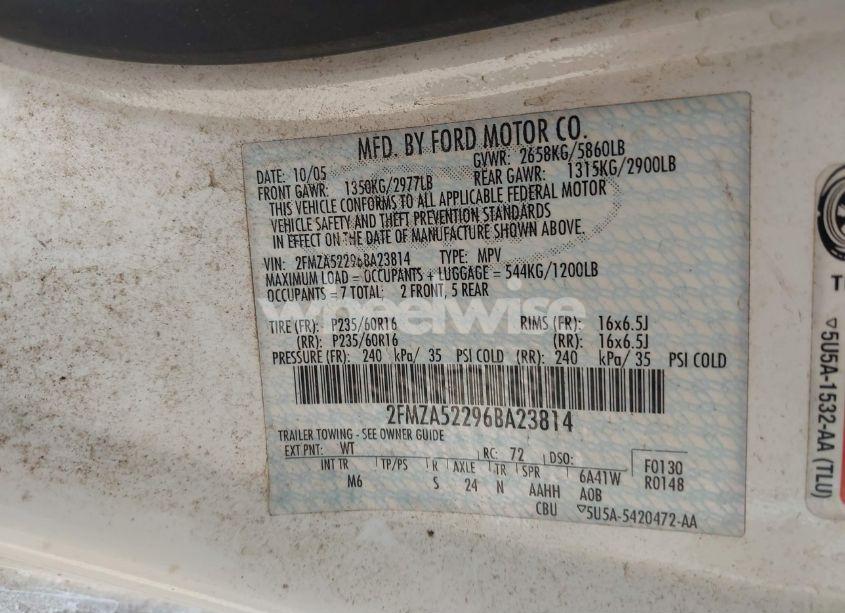 MFD. BY FORD MOTOR CO.
DATE: 10/05 GVWR: 2658KG/5860LB
FRONT GAWR: 1350KG/2977LB REAR GAWR: 1315KG/2900LB
THIS VEHICLE CONFORMS TO ALL APPLICABLE FEDERAL MOTOR
VEHICLE SAFETY AND THEFT PREVENTION STANDARDS
IN EFFECT ON THE DATE OF MANUFACTURE SHOWN ABOVE.
VIN: 2FMZA52296BA23814 TYPE: MPV
MAXIMUM LOAD = OCCUPANTS + LUGGAGE = 544KG/1200LB
OCCUPANTS = 7 TOTAL; 2 FRONT, 5 REAR
wheelwise
TIRE (FR): P235/60R16 RIMS (FR): 16x6.5J
(RR): P235/60R16 (RR): 16x6.5J
PRESSURE (FR): 240 kPa/ 35 PSI COLD (RR): 240 kPa/ 35 PSI COLD
2FMZA52296BA23814
TRAILER TOWING - SEE OWNER GUIDE
EXT PNT: WT RC: 72 DSO: F0130
INT TR TP/PS R AXLE TR SPR 6A41W R0148
M6 S 24 N AAHH A0B
CBU ▽5U5A-5420472-AA
▽5U5A-1532-AA (TLU)